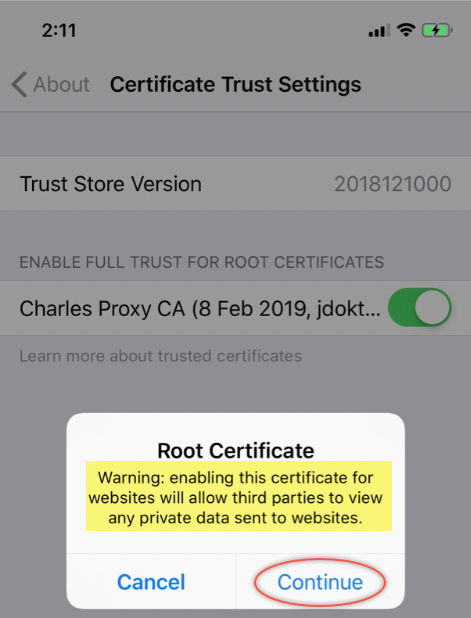 2:11
About Certificate Trust Settings
Trust Store Version 2018121000
ENABLE FULL TRUST FOR ROOT CERTIFICATES
Charles Proxy CA (8 Feb 2019, jdokt...
Learn more about trusted certificates
Root Certificate
Warning: enabling this certificate for
websites will allow third parties to view
any private data sent to websites.
Cancel Continue